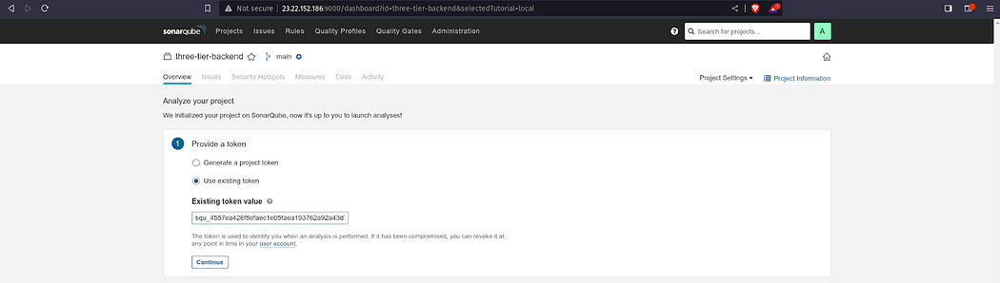 Not secure 23.22.152.186:9000/dashboard?id=three-tier-backend&selectedTutorial=local
sonarqube Projects Issues Rules Quality Profiles Quality Gates Administration ? Search for projects... A
three-tier-backend main
Overview Issues Security Hotspots Measures Code Activity Project Settings Project Information
Analyze your project
We initialized your project on SonarQube, now it's up to you to launch analyses!
1 Provide a token
Generate a project token
Use existing token
Existing token value ?
squ_4557ea426f8efaec1e05faea193762a92a43d
The token is used to identify you when an analysis is performed. If it has been compromised, you can revoke it at
any point in time in your user account.
Continue